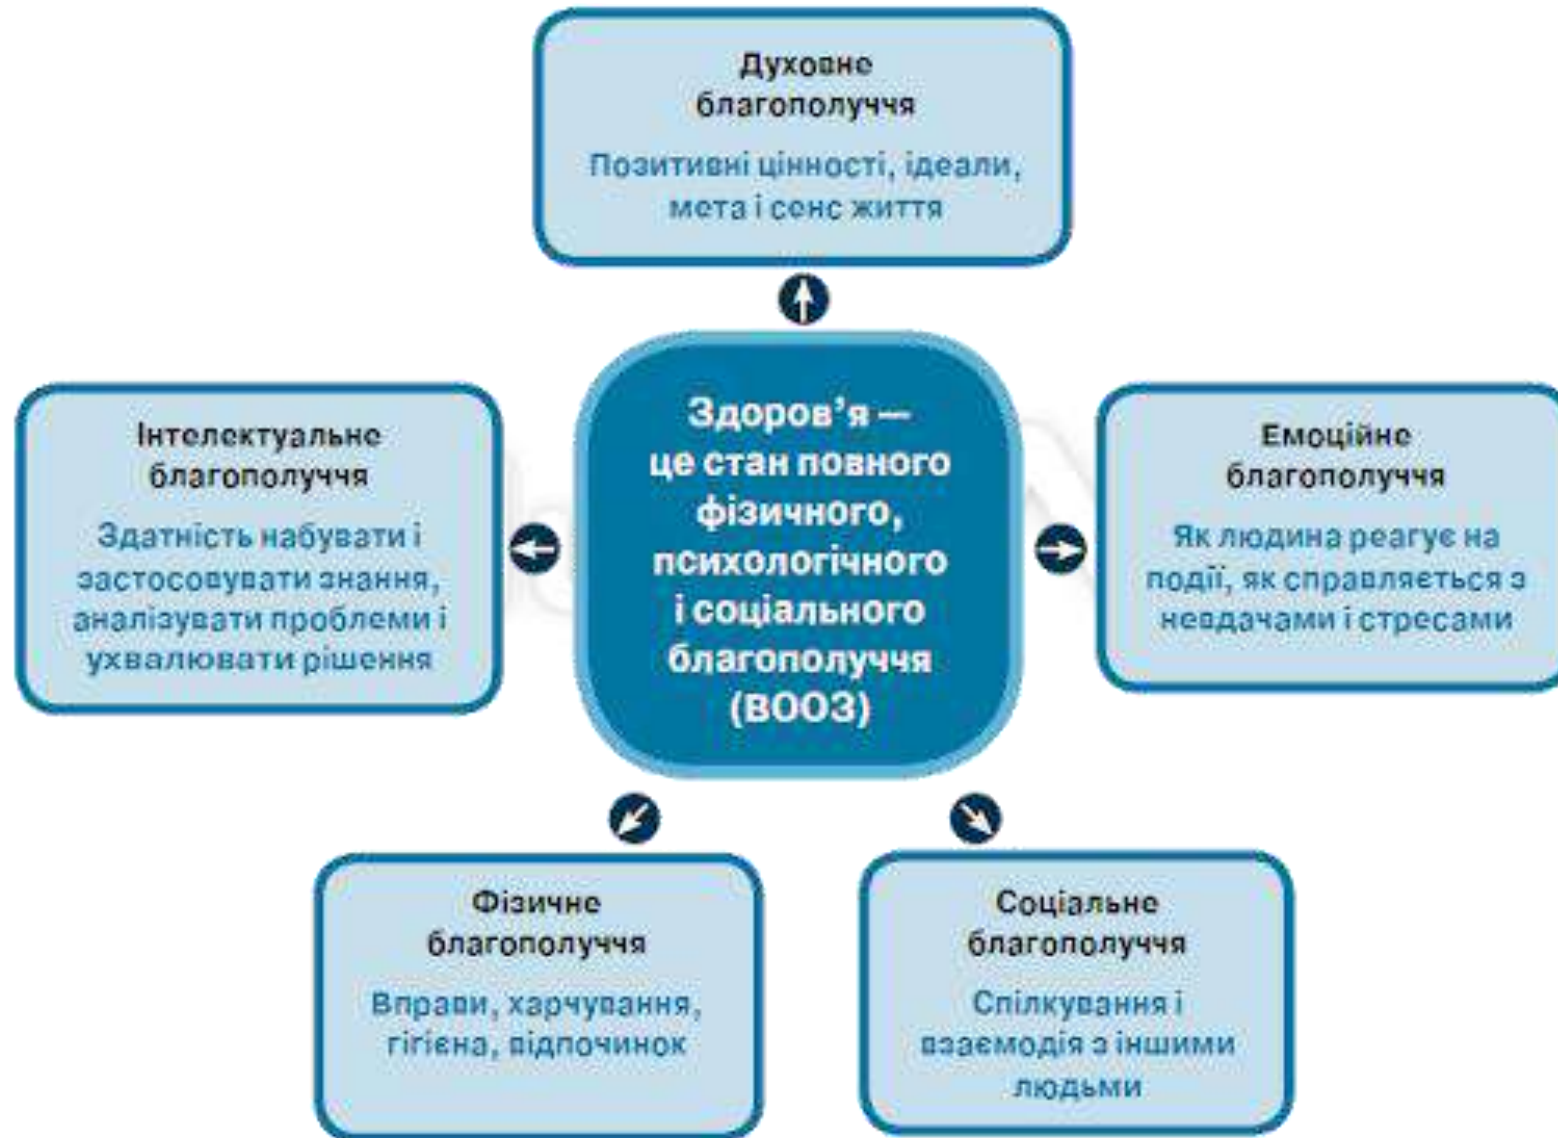 Духовне
благополуччя
Позитивні цінності, ідеали,
мета і сенс життя
Інтелектуальне
благополуччя
Здатність набувати і
застосовувати знання,
аналізувати проблеми і
ухвалювати рішення
Здоров’я —
це стан повного
фізичного,
психологічного
і соціального
благополуччя
(ВООЗ)
Емоційне
благополуччя
Як людина реагує на
події, як справляється з
невдачами і стресами
Фізичне
благополуччя
Вправи, харчування,
гігієна, відпочинок
Соціальне
благополуччя
Спілкування і
взаємодія з іншими
людьми